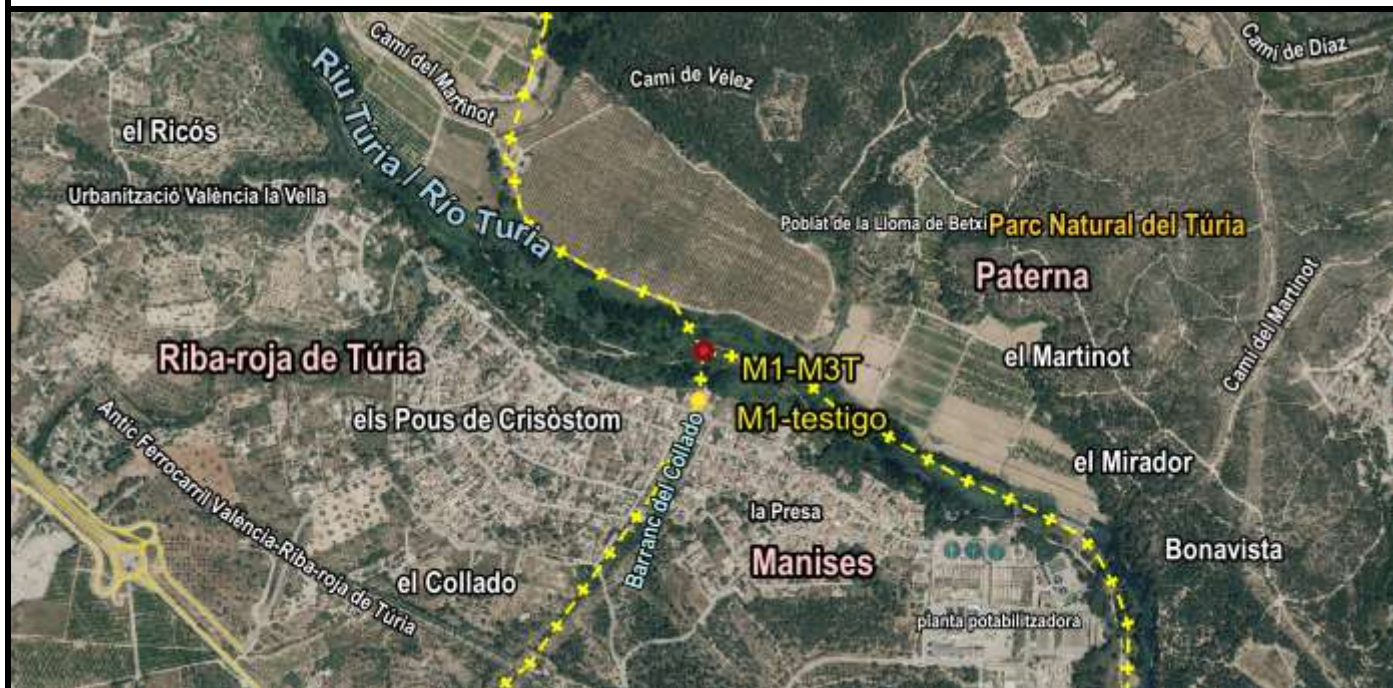 Camí del Martinot
Camí de Vélez
Camí de Díaz
Riu Túria / Río Turia
el Ricós
Urbanització València la Vella
Poblat de la Lloma de Betxí
Parc Natural del Túria
Paterna
Camí del Martinot
Riba-roja de Túria
M1-M3T
el Martinot
els Pous de Crisòstom
M1-testigo
Antic Ferrocarril València-Riba-roja de Túria
Barranc del Collado
el Mirador
la Presa
Manises
Bonavista
el Collado
planta potabilitzadora